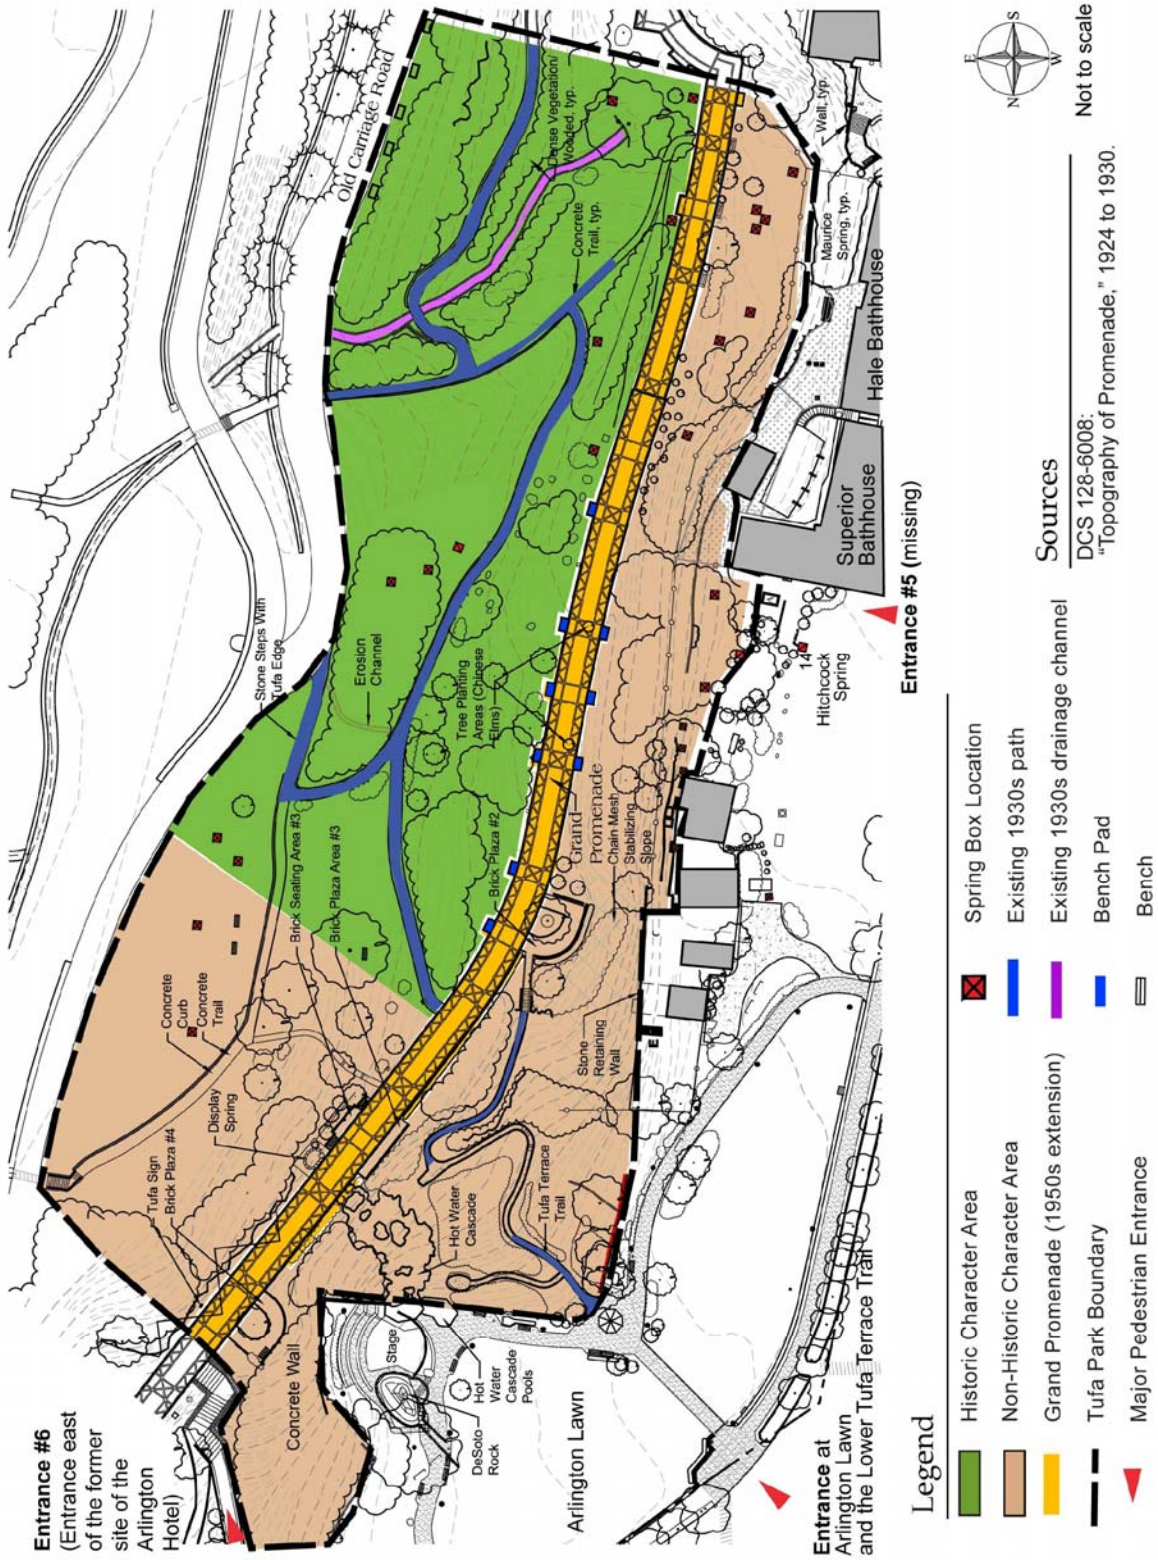 Entrance #6
(Entrance east
of the former
site of the
Arlington
Hotel)
Concrete Wall
Tufa Sign
Brick Plaza #4
Display
Spring
Concrete
Curb
Concrete
Trail
Brick Seating Area #3
Brick Plaza Area #3
Stone Steps With
Tufa Edge
Erosion
Channel
Tree Planting
Areas (Chinese
Elms)
Old Carriage Road
Dense Vegetation/
Wooded, typ.
Concrete
Trail, typ.
Brick Plaza #2
Grand
Promenade
Chain Mesh
Stabilizing
Slope
Stone
Retaining
Wall
E
Hot Water
Cascade
Tufa Terrace
Trail
Stage
DeSoto
Rock
Hot
Water
Cascade
Pools
Arlington Lawn
Entrance at
Arlington Lawn
and the Lower Tufa Terrace Trail
14
Hitchcock
Spring
Entrance #5 (missing)
Superior
Bathhouse
Hale Bathhouse
Maurice
Spring, typ.
Wall, typ.
Legend
Historic Character Area
Non-Historic Character Area
Grand Promenade (1950s extension)
Tufa Park Boundary
Major Pedestrian Entrance
Spring Box Location
Existing 1930s path
Existing 1930s drainage channel
Bench Pad
Bench
Sources
DCS 128-6008:
"Topography of Promenade," 1924 to 1930.
E
N
S
W
Not to scale